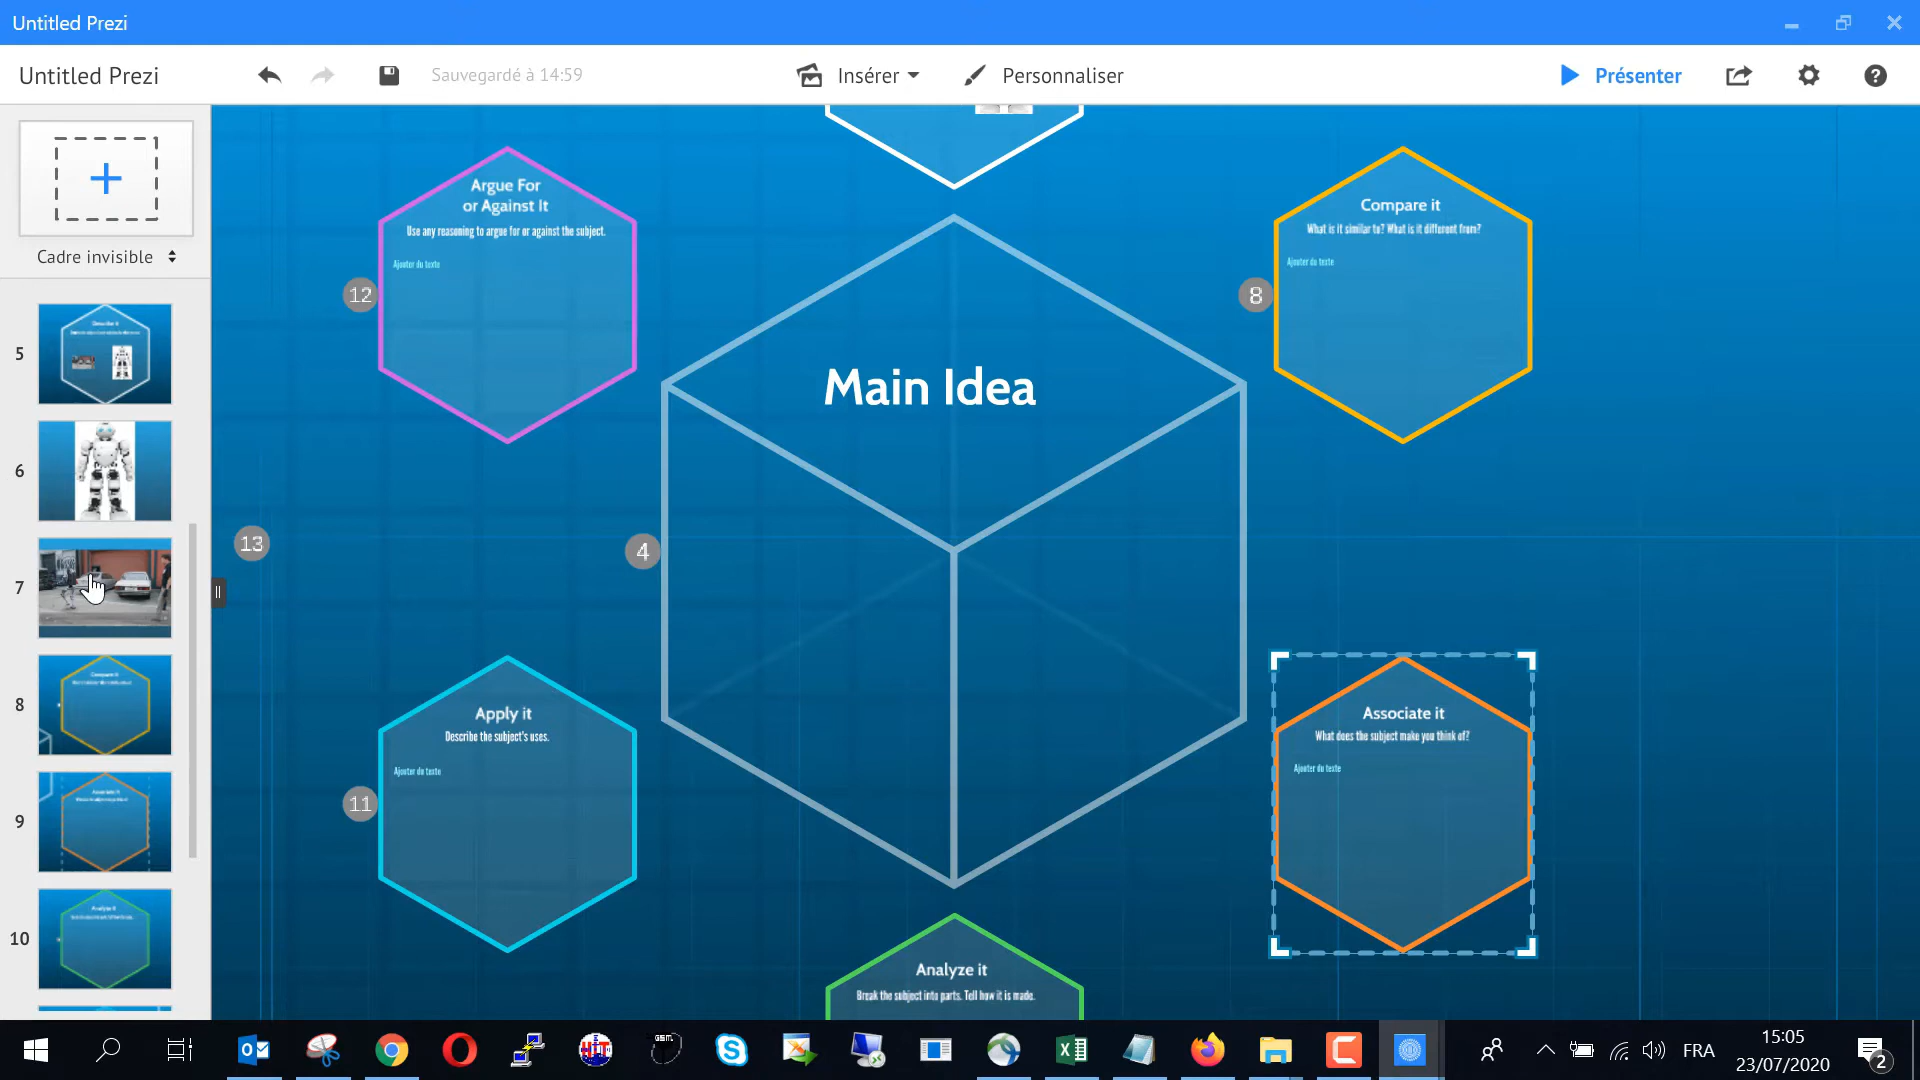 Untitled Prezi
Untitled Prezi
Sauvegardé à 14:59
Insérer
Personnaliser
Présenter
Cadre invisible
5
6
7
8
9
10
Argue For
or Against It
Use any reasoning to argue for or against the subject.
Ajouter du texte
12
Compare it
What is it similar to? What is it different from?
Ajouter du texte
8
Main Idea
13
4
Apply it
Describe the subject's uses.
Ajouter du texte
11
Associate it
What does the subject make you think of?
Ajouter du texte
Analyze it
Break the subject into parts. Tell how it is made.
FRA
15:05
23/07/2020
2